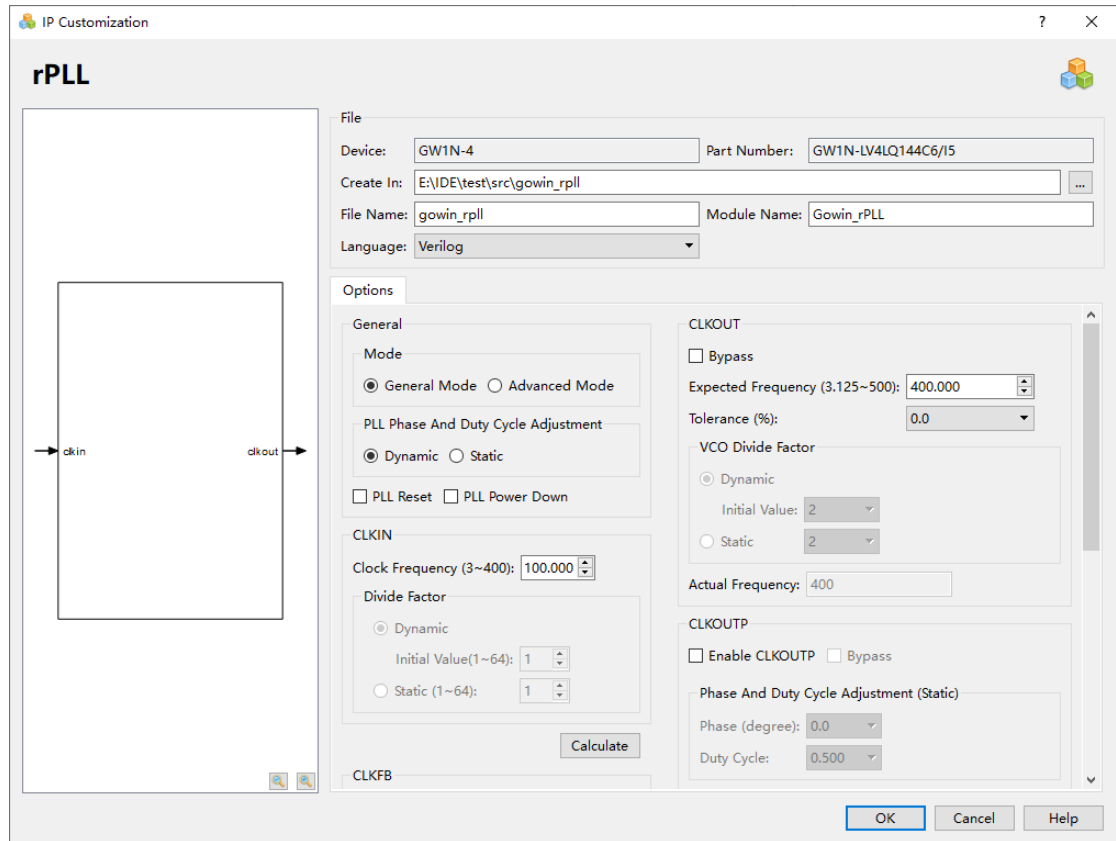 IP Customization
?
rPLL
clkin
clkout
File
Device: GW1N-4 Part Number: GW1N-LV4LQ144C6/I5
Create In: E:\IDE\test\src\gowin_rpll ...
File Name: gowin_rpll Module Name: Gowin_rPLL
Language: Verilog
Options
General
Mode
General Mode Advanced Mode
PLL Phase And Duty Cycle Adjustment
Dynamic Static
PLL Reset PLL Power Down
CLKIN
Clock Frequency (3~400): 100.000
Divide Factor
Dynamic
Initial Value(1~64): 1
Static (1~64): 1
Calculate
CLKFB
CLKOUT
Bypass
Expected Frequency (3.125~500): 400.000
Tolerance (%): 0.0
VCO Divide Factor
Dynamic
Initial Value: 2
Static 2
Actual Frequency: 400
CLKOUTP
Enable CLKOUTP Bypass
Phase And Duty Cycle Adjustment (Static)
Phase (degree): 0.0
Duty Cycle: 0.500
OK Cancel Help